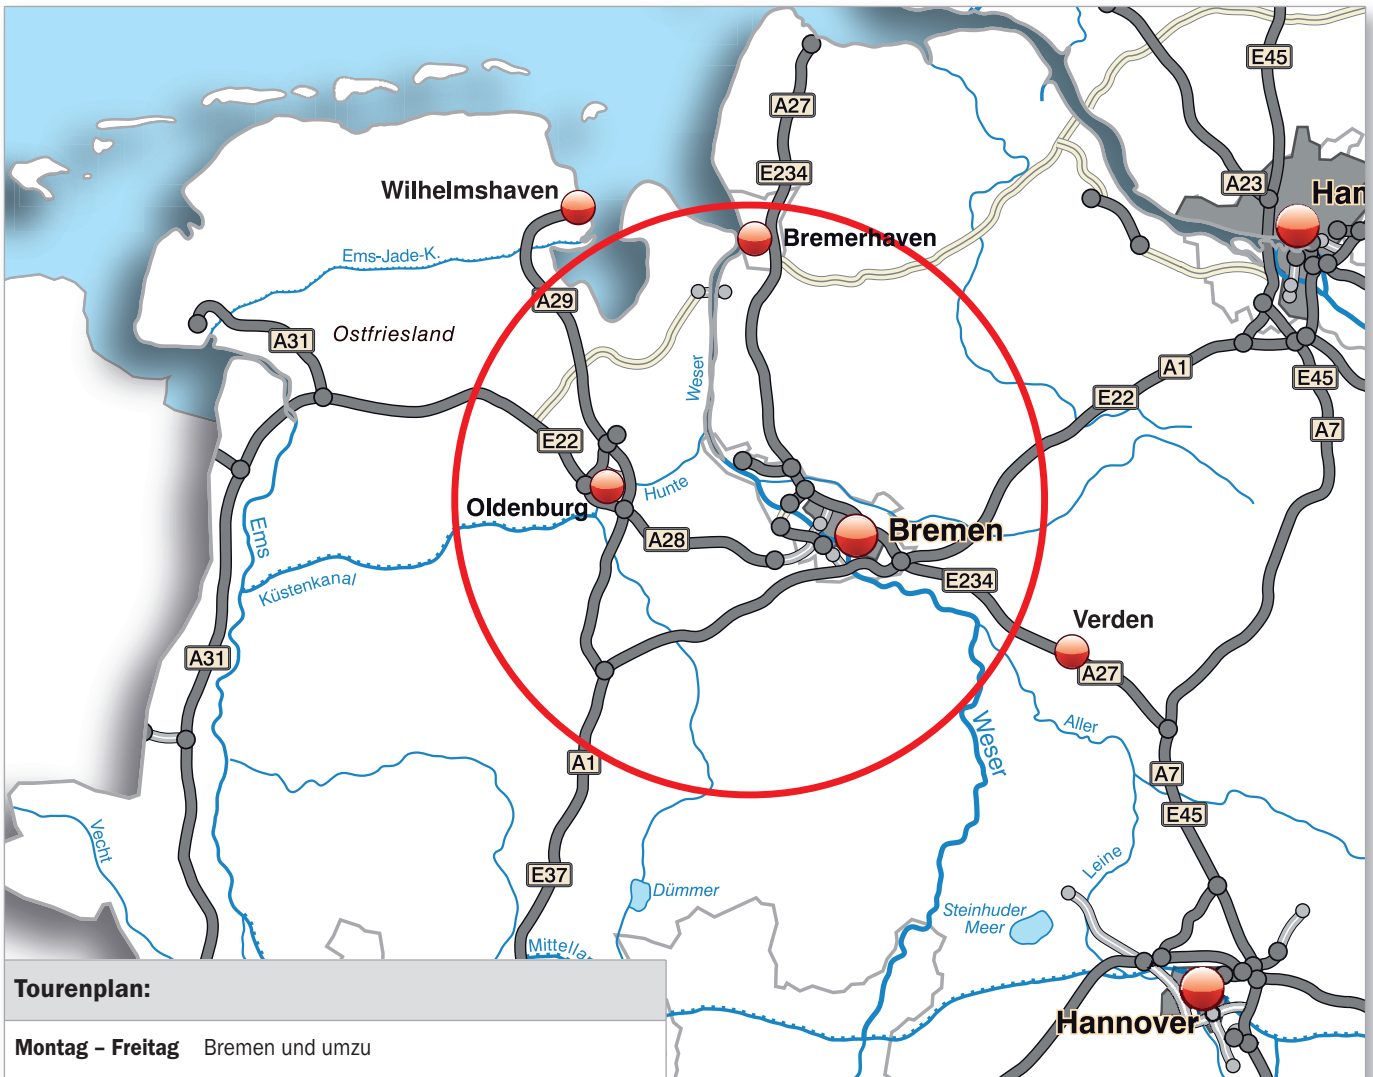 E45
A27
E234
A23
Wilhelmshaven
Ham
Bremerhaven
Ems-Jade-K.
A29
A31
Ostfriesland
Weser
A1
E45
E22
A7
E22
Hunte
Oldenburg
Ems
A28
Bremen
E234
Küstenkanal
Verden
A31
A27
Aller
Weser
A1
A7
E45
Vecht
Leine
E37
Dümmer
Steinhuder
Meer
Mittella
Hannover
Tourenplan:
Montag – Freitag Bremen und umzu